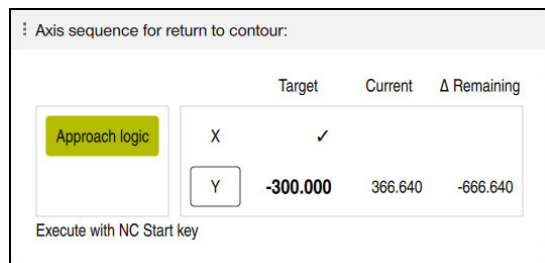 Axis sequence for return to contour:
Target Current Δ Remaining
Approach logic X ✓
Y -300.000 366.640 -666.640
Execute with NC Start key